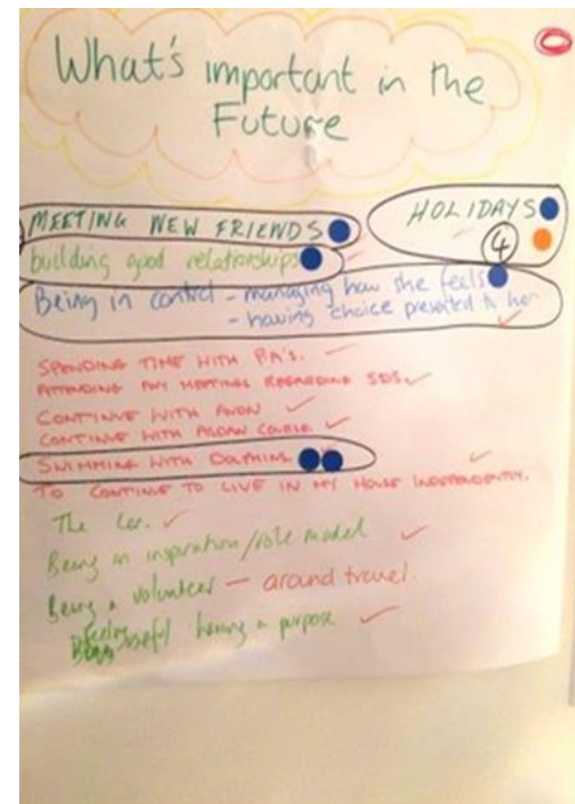 What's important in the
Future
MEETING NEW FRIENDS
HOLIDAYS
4
building good relationships
Being in control - managing how she feels
- having choice presented to her
SPENDING TIME WITH P.A'S.
ATTENDING ANY MEETINGS REGARDING SDS
CONTINUE WITH AVON
CONTINUE WITH COURSE
SWIMMING WITH DOLPHINS
TO CONTINUE TO LIVE IN MY HOUSE INDEPENDENTLY.
The Car.
Being an inspiration/role model
Being a volunteer — around travel.
feeling
useful having a purpose